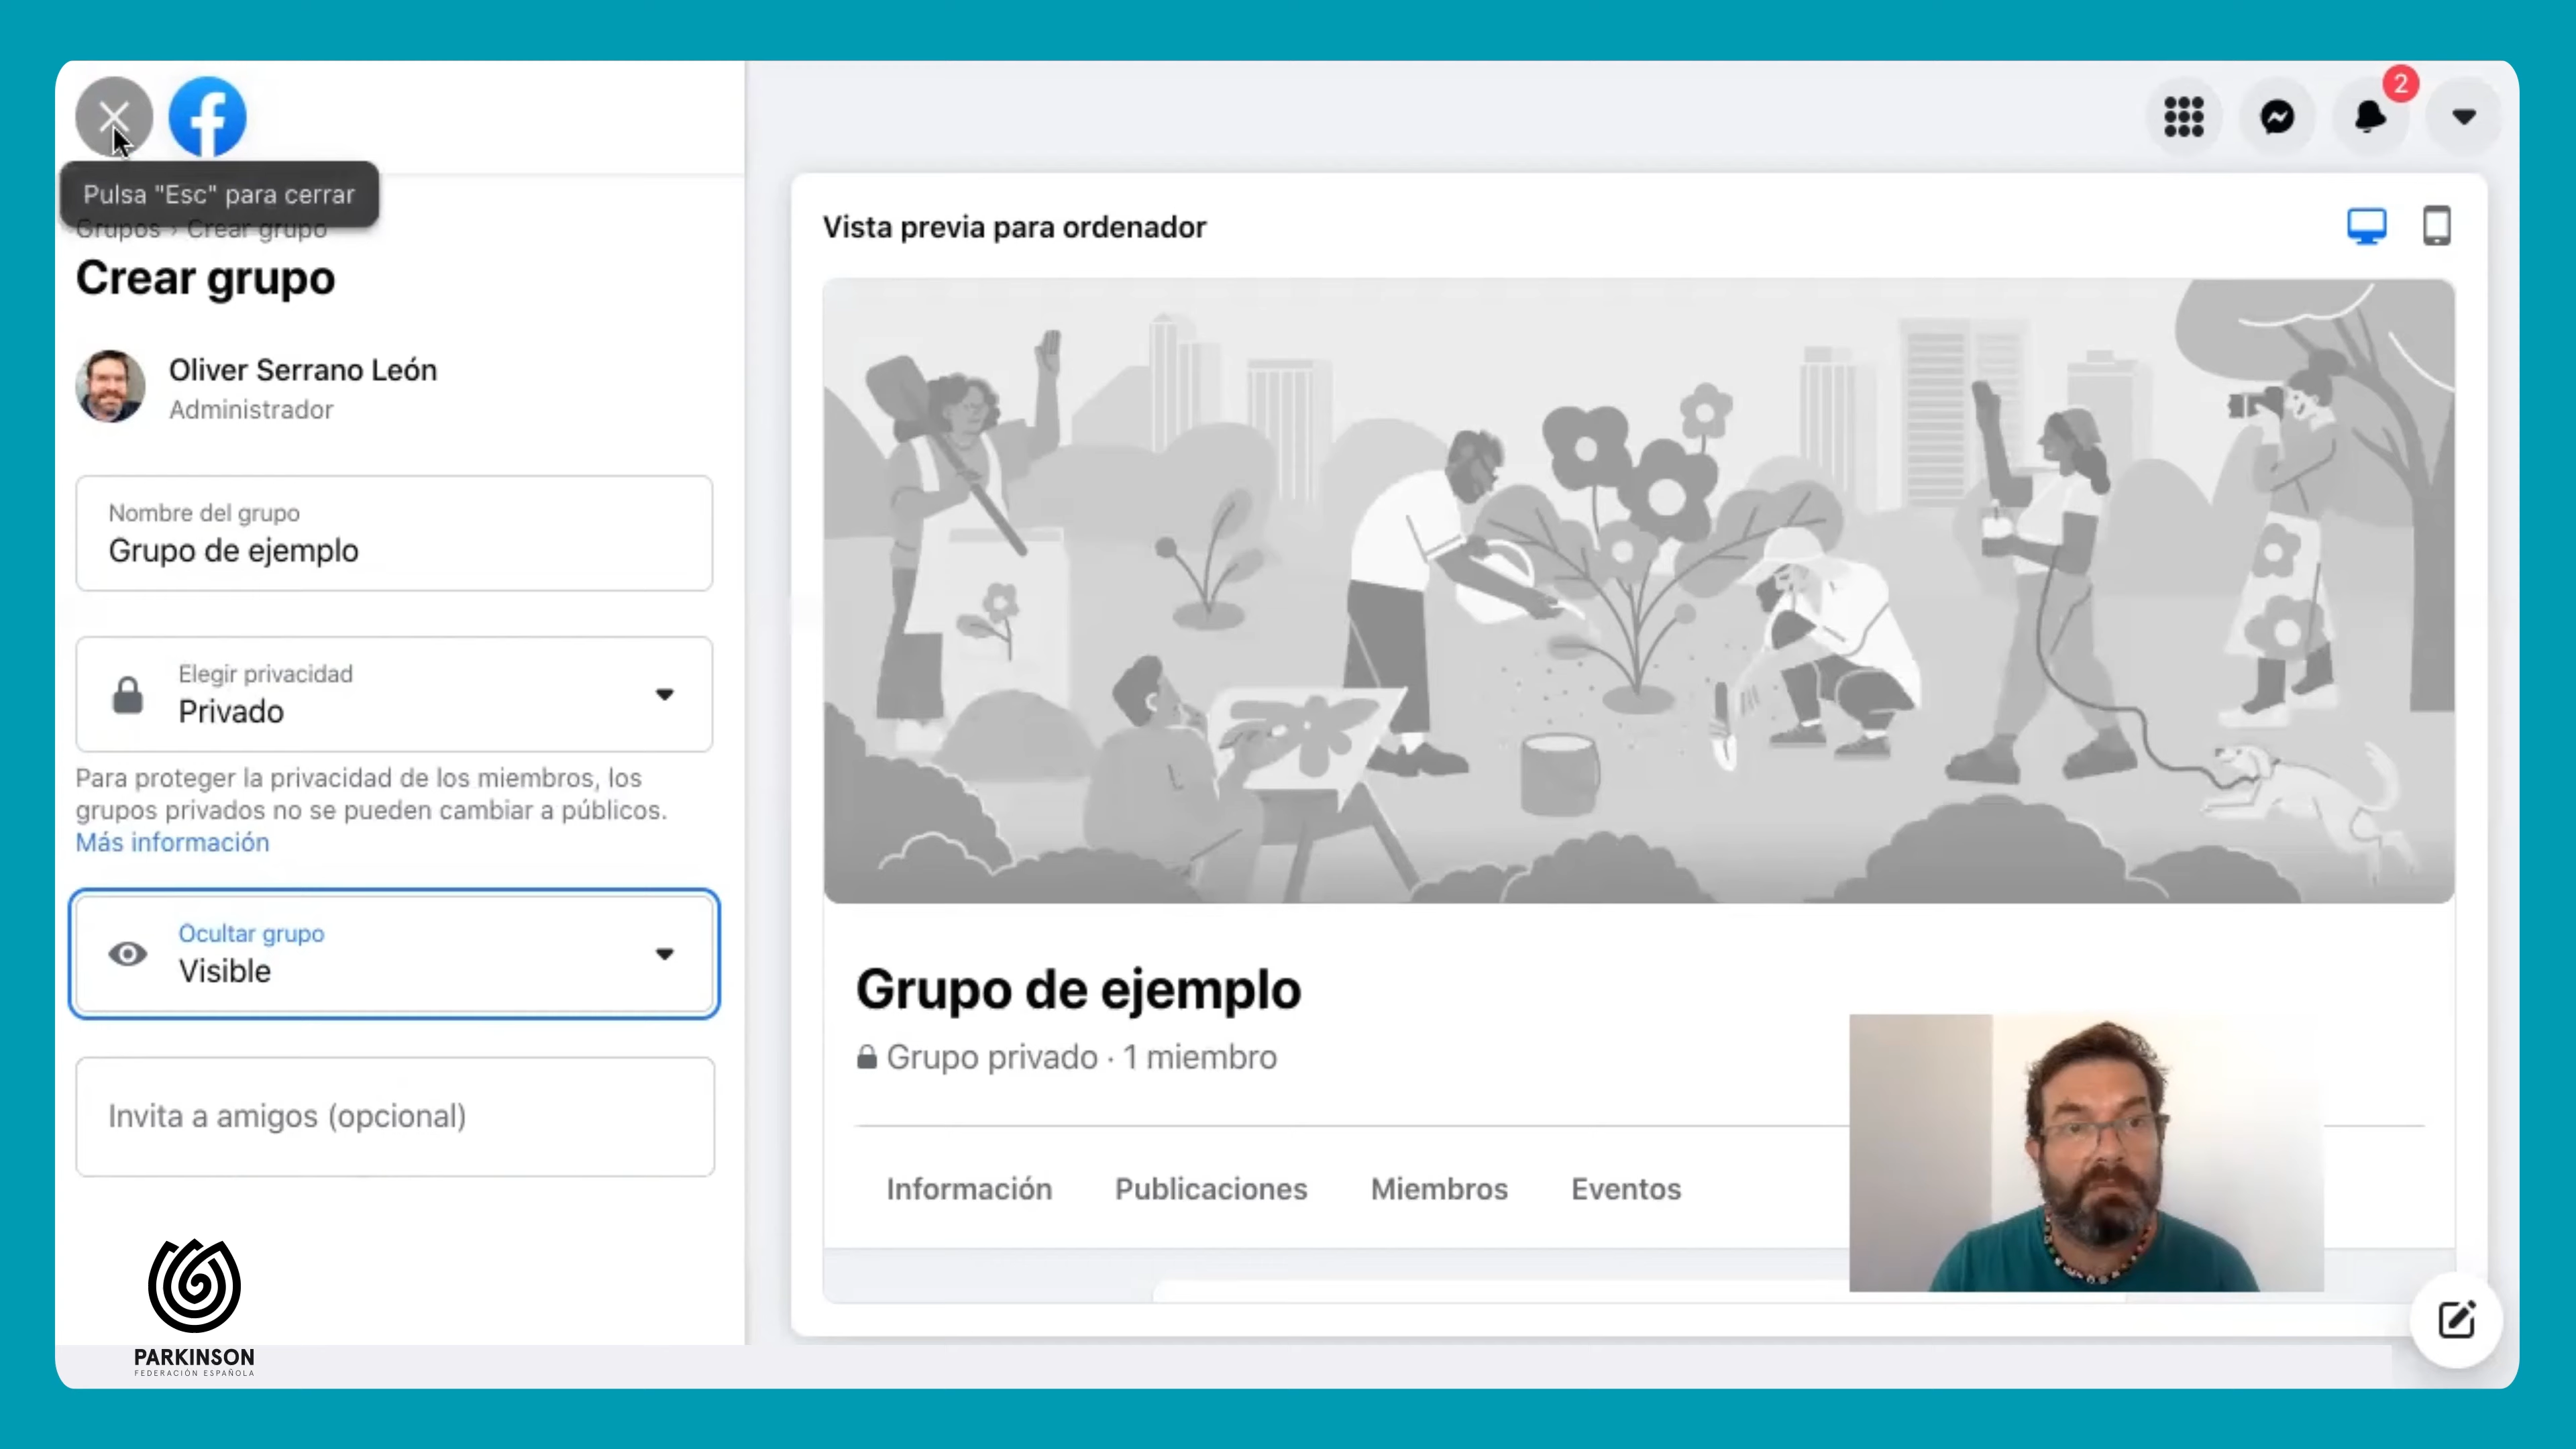 2
Pulsa "Esc" para cerrar
Grupos › Crear grupo
Crear grupo
Oliver Serrano León
Administrador
Nombre del grupo
Grupo de ejemplo
Elegir privacidad
Privado
Para proteger la privacidad de los miembros, los
grupos privados no se pueden cambiar a públicos.
Más información
Ocultar grupo
Visible
Invita a amigos (opcional)
PARKINSON
FEDERACIÓN ESPAÑOLA
Vista previa para ordenador
Grupo de ejemplo
Grupo privado · 1 miembro
Información Publicaciones Miembros Eventos